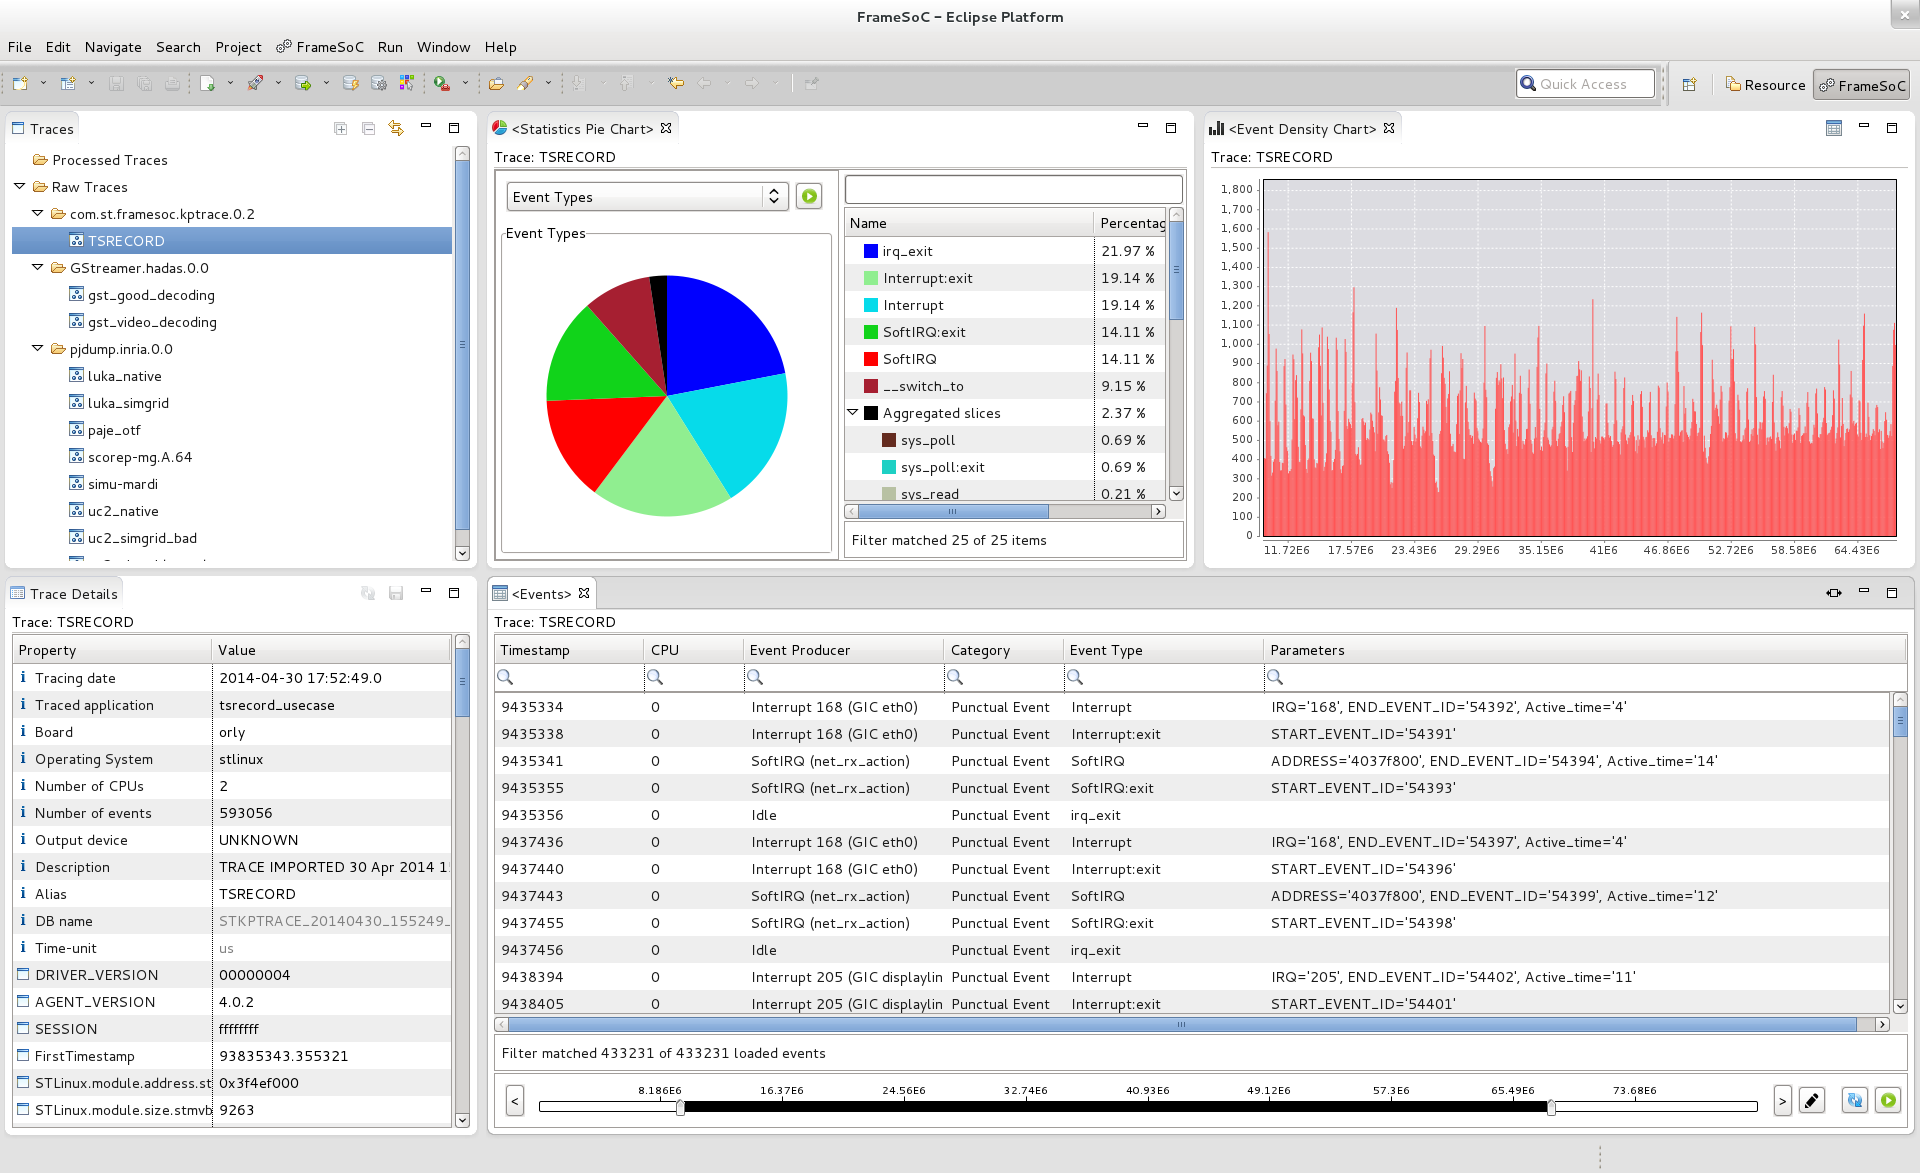 FrameSoC - Eclipse Platform
File Edit Navigate Search Project FrameSoC Run Window Help
Quick Access
Resource
FrameSoC
Traces
Processed Traces
Raw Traces
com.st.framesoc.kptrace.0.2
TSRECORD
GStreamer.hadas.0.0
gst_good_decoding
gst_video_decoding
pjdump.inria.0.0
luka_native
luka_simgrid
paje_otf
scorep-mg.A.64
simu-mardi
uc2_native
uc2_simgrid_bad
<Statistics Pie Chart>
Trace: TSRECORD
Event Types
Event Types
Name Percentag
irq_exit 21.97 %
Interrupt:exit 19.14 %
Interrupt 19.14 %
SoftIRQ:exit 14.11 %
SoftIRQ 14.11 %
__switch_to 9.15 %
Aggregated slices 2.37 %
sys_poll 0.69 %
sys_poll:exit 0.69 %
sys_read 0.21 %
Filter matched 25 of 25 items
<Event Density Chart>
Trace: TSRECORD
1,800
1,700
1,600
1,500
1,400
1,300
1,200
1,100
1,000
900
800
700
600
500
400
300
200
100
0
11.72E6 17.57E6 23.43E6 29.29E6 35.15E6 41E6 46.86E6 52.72E6 58.58E6 64.43E6
Trace Details
Trace: TSRECORD
Property Value
Tracing date 2014-04-30 17:52:49.0
Traced application tsrecord_usecase
Board orly
Operating System stlinux
Number of CPUs 2
Number of events 593056
Output device UNKNOWN
Description TRACE IMPORTED 30 Apr 2014 1
Alias TSRECORD
DB name STKPTRACE_20140430_155249_
Time-unit us
DRIVER_VERSION 00000004
AGENT_VERSION 4.0.2
SESSION ffffffff
FirstTimestamp 93835343.355321
STLinux.module.address.st 0x3f4ef000
STLinux.module.size.stmvb 9263
<Events>
Trace: TSRECORD
Timestamp CPU Event Producer Category Event Type Parameters
9435334 0 Interrupt 168 (GIC eth0) Punctual Event Interrupt IRQ='168', END_EVENT_ID='54392', Active_time='4'
9435338 0 Interrupt 168 (GIC eth0) Punctual Event Interrupt:exit START_EVENT_ID='54391'
9435341 0 SoftIRQ (net_rx_action) Punctual Event SoftIRQ ADDRESS='4037f800', END_EVENT_ID='54394', Active_time='14'
9435355 0 SoftIRQ (net_rx_action) Punctual Event SoftIRQ:exit START_EVENT_ID='54393'
9435356 0 Idle Punctual Event irq_exit
9437436 0 Interrupt 168 (GIC eth0) Punctual Event Interrupt IRQ='168', END_EVENT_ID='54397', Active_time='4'
9437440 0 Interrupt 168 (GIC eth0) Punctual Event Interrupt:exit START_EVENT_ID='54396'
9437443 0 SoftIRQ (net_rx_action) Punctual Event SoftIRQ ADDRESS='4037f800', END_EVENT_ID='54399', Active_time='12'
9437455 0 SoftIRQ (net_rx_action) Punctual Event SoftIRQ:exit START_EVENT_ID='54398'
9437456 0 Idle Punctual Event irq_exit
9438394 0 Interrupt 205 (GIC displaylin Punctual Event Interrupt IRQ='205', END_EVENT_ID='54402', Active_time='11'
9438405 0 Interrupt 205 (GIC displaylin Punctual Event Interrupt:exit START_EVENT_ID='54401'
Filter matched 433231 of 433231 loaded events
8.186E6 16.37E6 24.56E6 32.74E6 40.93E6 49.12E6 57.3E6 65.49E6 73.68E6
< >